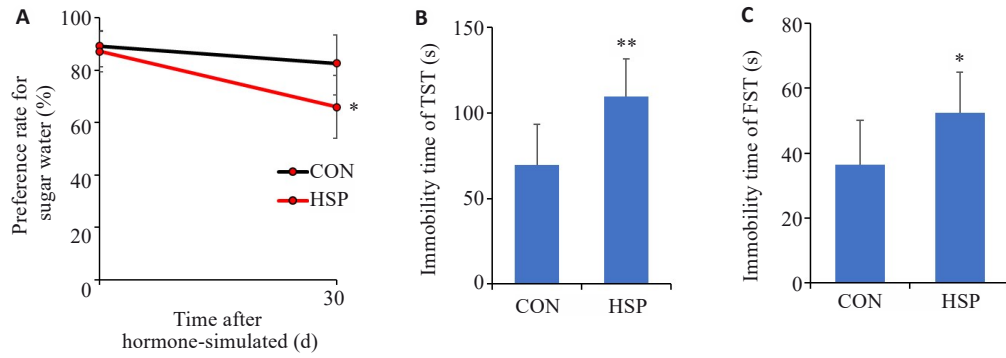 A
Preference rate for
sugar water (%)
100
80
60
40
20
0
30
*
CON
HSP
Time after
hormone-simulated (d)
B
Immobility time of TST (s)
150
100
50
0
**
CON
HSP
C
Immobility time of FST (s)
80
60
40
20
0
*
CON
HSP